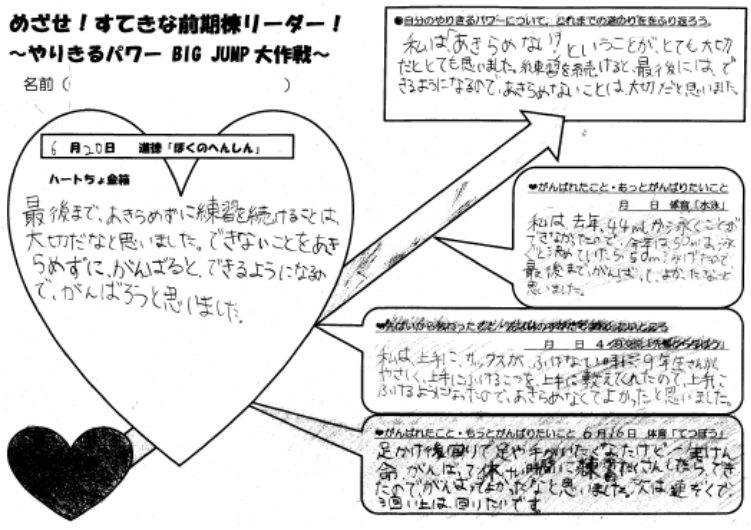 めざせ！すてきな前期棟リーダー！
～やりきるパワー BIG JUMP 大作戦～
名前（　　　　　）
●自分のやりきるパワーについて、これまでの道のりをふり返ろう。
私は「あきらめない!」ということが、とても大切
だととても思いました。練習を続けると、最後には、で
きるようになるので、あきらめないことは、大切だと思いました。
6月20日　道徳「ぼくのへんしん」
ハートちょ金箱
最後まで、あきらめずに練習を続けることは、
大切だなと思いました。できないことをあき
らめずに、がんばると、できるようになるの
で、がんばろうと思いました。
♥がんばれたこと・もっとがんばりたいこと
月　日　体育「水泳」
私は、去年、44mしか泳ぐことが
できなかったので、今年は50mは、泳
ぐと決めていたら、50m
最後まで、がんばって、よかったなと
思いました。
月　日
私は、上手に、サックスが、ふけない時に、9年生さんが、
やさしく、上手にふけるこつを、上手に教えてくれたので、上手に
ふけるようになったので、あきらめなくてよかったと思いました。
♥がんばれたこと・もっとがんばりたいこと 6月16日　体育「てつぼう」
足かけ後回りで足や手がいたくなったけど一生けん
命、がんばって休み時間に練習たくさんしたら、でき
たのでがんばってよかったなと思いました。次は連ぞくで
3回い上は、回りたいです。